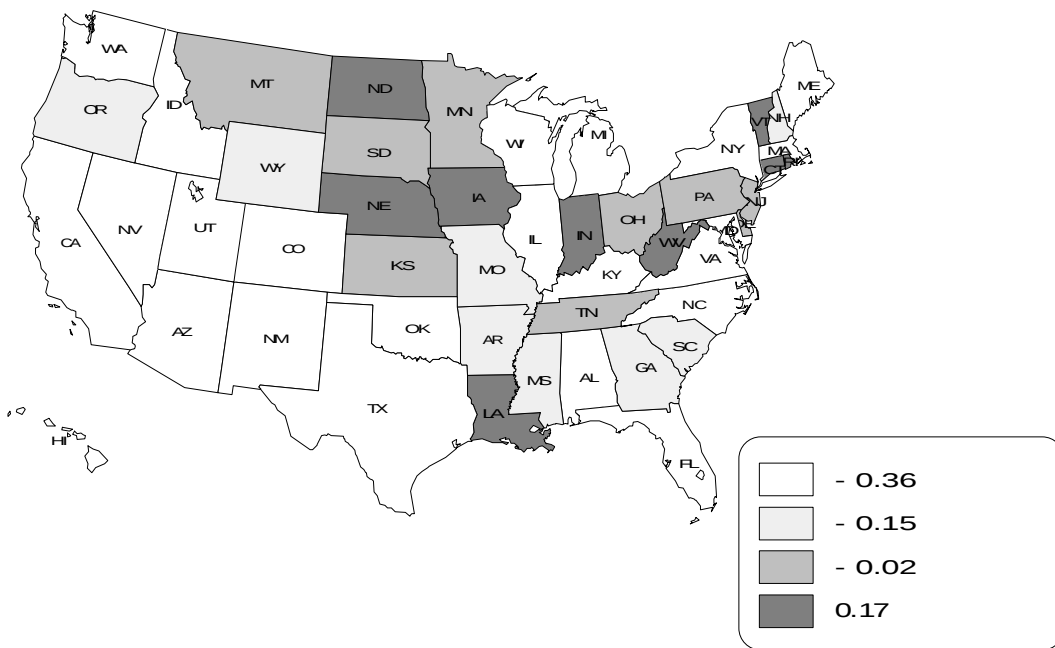 WA
MT
ND
MN
ME
OR
ID
WI
MI
VT
NH
NY
MA
SD
WY
CT
RI
NE
IA
PA
NJ
OH
IN
IL
NV
UT
CO
CA
WV
VA
KS
MO
KY
NC
TN
OK
AZ
NM
AR
SC
GA
MS
AL
TX
LA
HI
FL
- 0.36
- 0.15
- 0.02
0.17